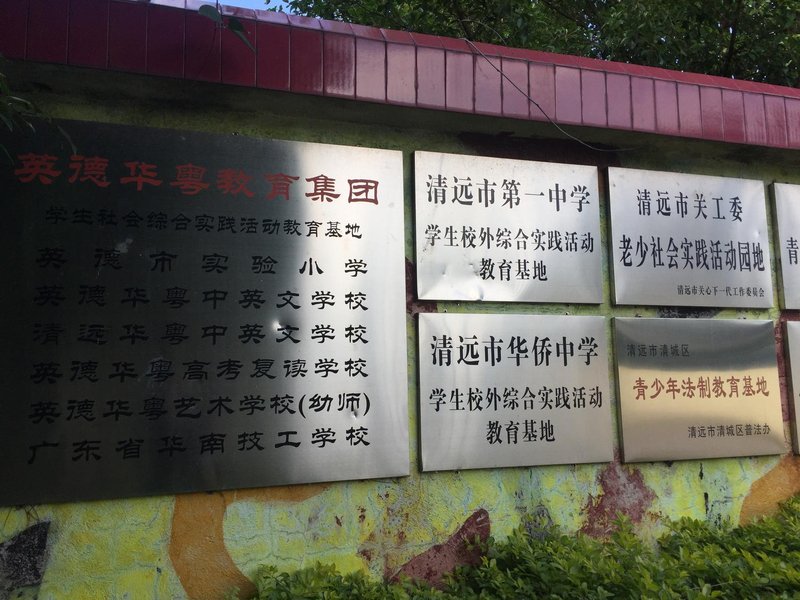 英德华粤教育集团
学生社会综合实践活动教育基地
英德市实验小学
英德华粤中英文学校
清远华粤中英文学校
英德华粤高考复读学校
英德华粤艺术学校(幼师)
广东省华南技工学校
清远市第一中学
学生校外综合实践活动
教育基地
清远市关工委
老少社会实践活动园地
清远市关心下一代工作委员会
清远市华侨中学
学生校外综合实践活动
教育基地
清远市清城区
青少年法制教育基地
清远市清城区普法办
青